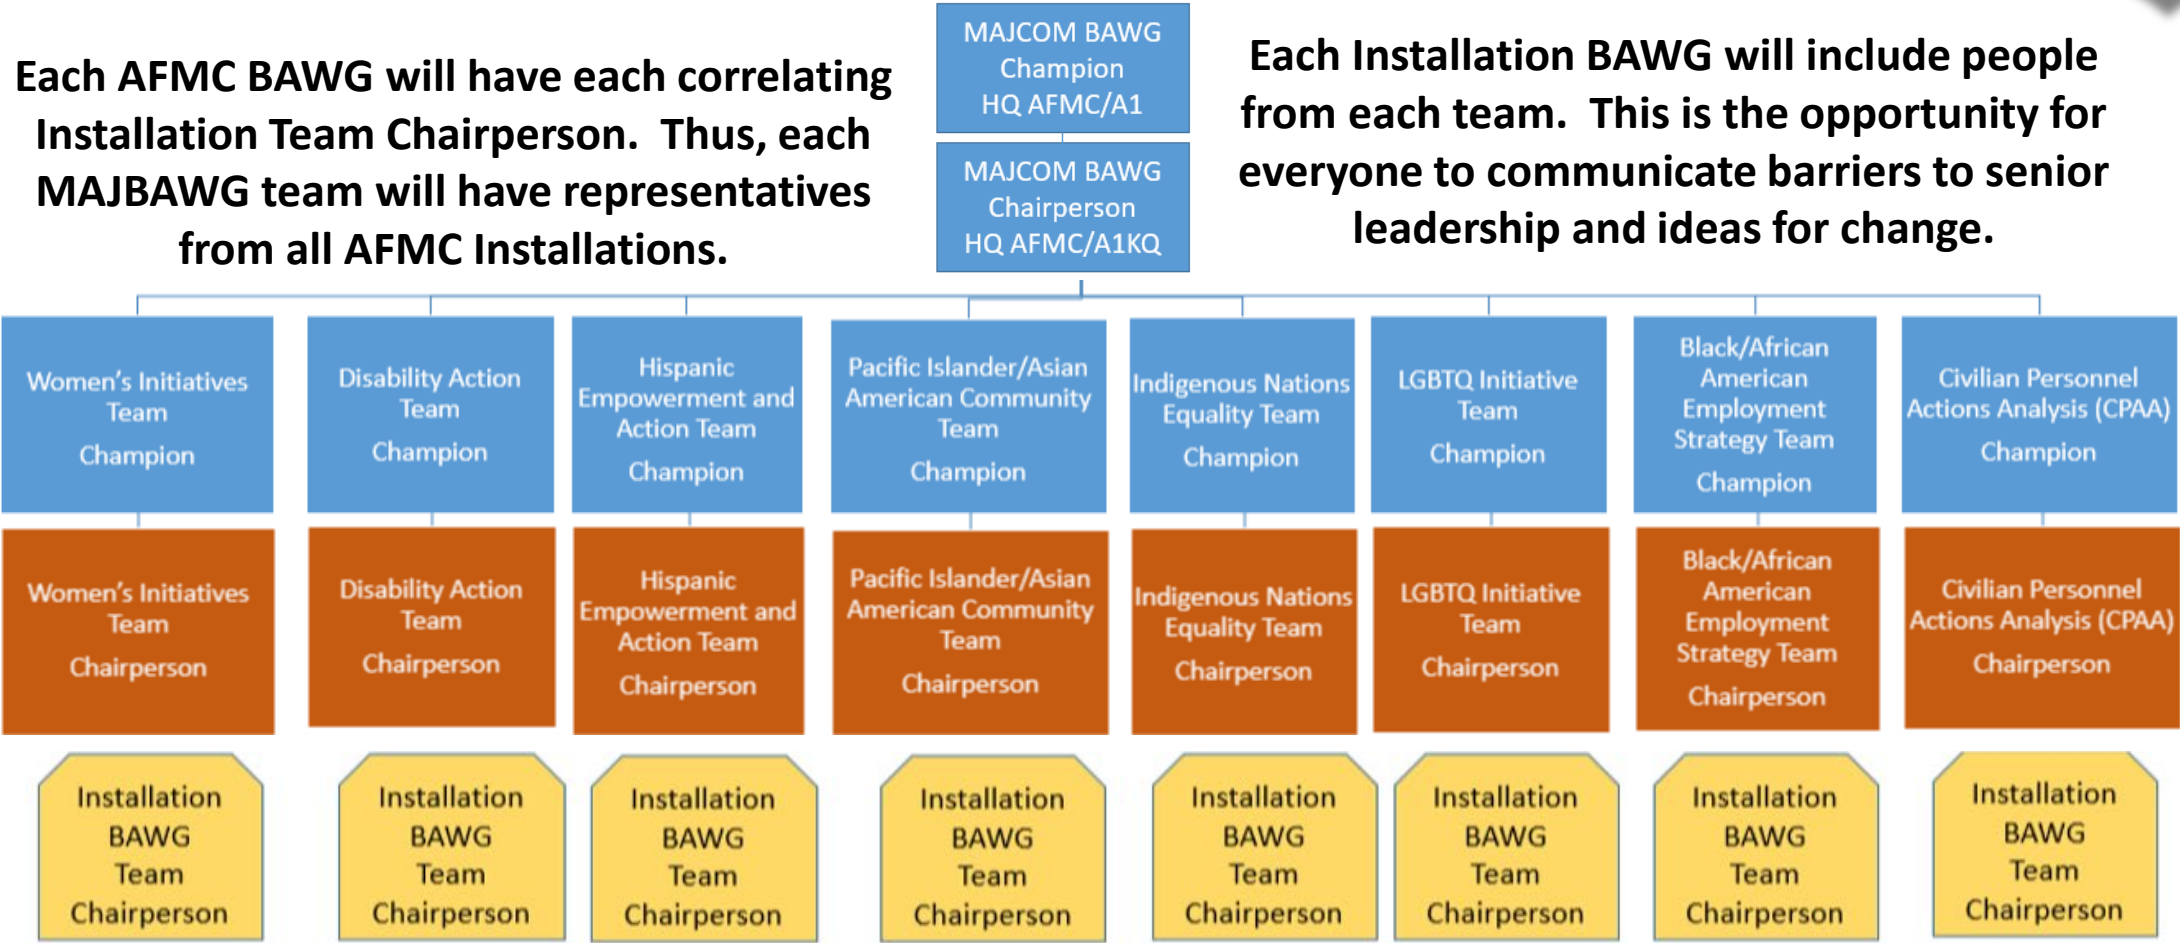 Each AFMC BAWG will have each correlating
Installation Team Chairperson.  Thus, each
MAJBAWG team will have representatives
from all AFMC Installations.
MAJCOM BAWG
Champion
HQ AFMC/A1
MAJCOM BAWG
Chairperson
HQ AFMC/A1KQ
Each Installation BAWG will include people
from each team.  This is the opportunity for
everyone to communicate barriers to senior
leadership and ideas for change.
Women's Initiatives
Team
Champion
Disability Action
Team
Champion
Hispanic
Empowerment and
Action Team
Champion
Pacific Islander/Asian
American Community
Team
Champion
Indigenous Nations
Equality Team
Champion
LGBTQ Initiative
Team
Champion
Black/African
American
Employment
Strategy Team
Champion
Civilian Personnel
Actions Analysis (CPAA)
Champion
Women's Initiatives
Team
Chairperson
Disability Action
Team
Chairperson
Hispanic
Empowerment and
Action Team
Chairperson
Pacific Islander/Asian
American Community
Team
Chairperson
Indigenous Nations
Equality Team
Chairperson
LGBTQ Initiative
Team
Chairperson
Black/African
American
Employment
Strategy Team
Chairperson
Civilian Personnel
Actions Analysis (CPAA)
Chairperson
Installation
BAWG
Team
Chairperson
Installation
BAWG
Team
Chairperson
Installation
BAWG
Team
Chairperson
Installation
BAWG
Team
Chairperson
Installation
BAWG
Team
Chairperson
Installation
BAWG
Team
Chairperson
Installation
BAWG
Team
Chairperson
Installation
BAWG
Team
Chairperson